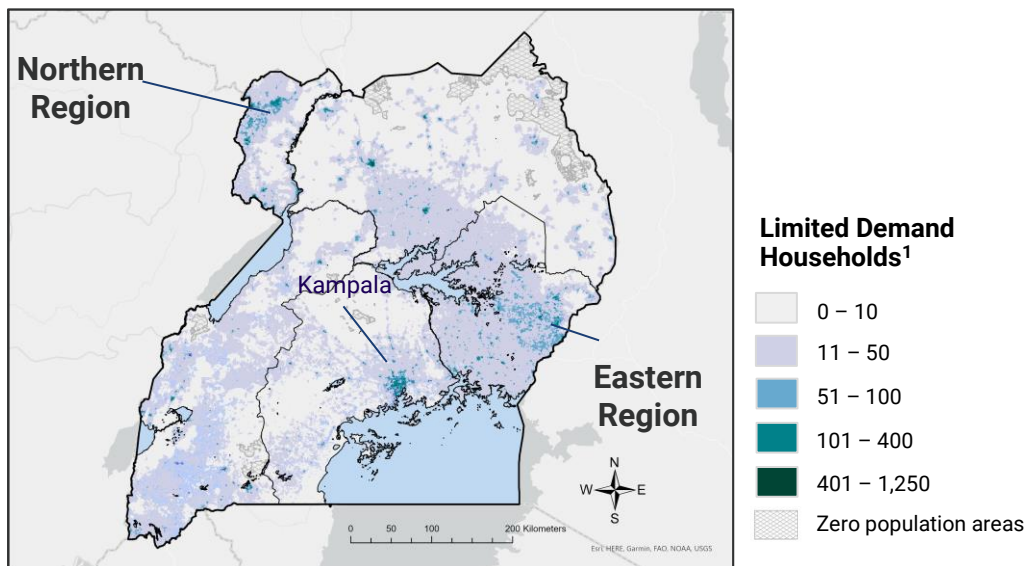 Northern
Region
Kampala
Eastern
Region
N
W E
S
0 50 100 200 Kilometers
Esri, HERE, Garmin, FAO, NOAA, USGS
Limited Demand
Households¹
0 – 10
11 – 50
51 – 100
101 – 400
401 – 1,250
Zero population areas